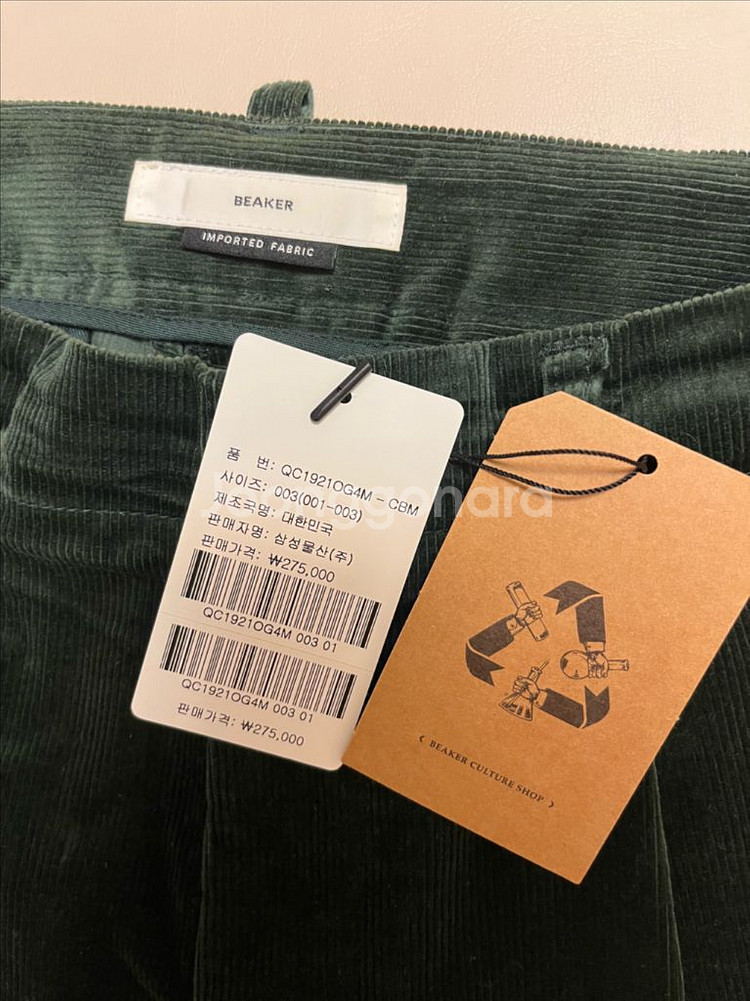 BEAKER
IMPORTED FABRIC
품 번: QC1921OG4M - CBM
사이즈: 003(001-003)
제조국명: 대한민국
판매자명: 삼성물산(주)
판매가격: ₩275,000
QC1921OG4M 003 01
QC1921OG4M 003 01
판매가격: ₩275,000
< BEAKER CULTURE SHOP >
Joonggonara